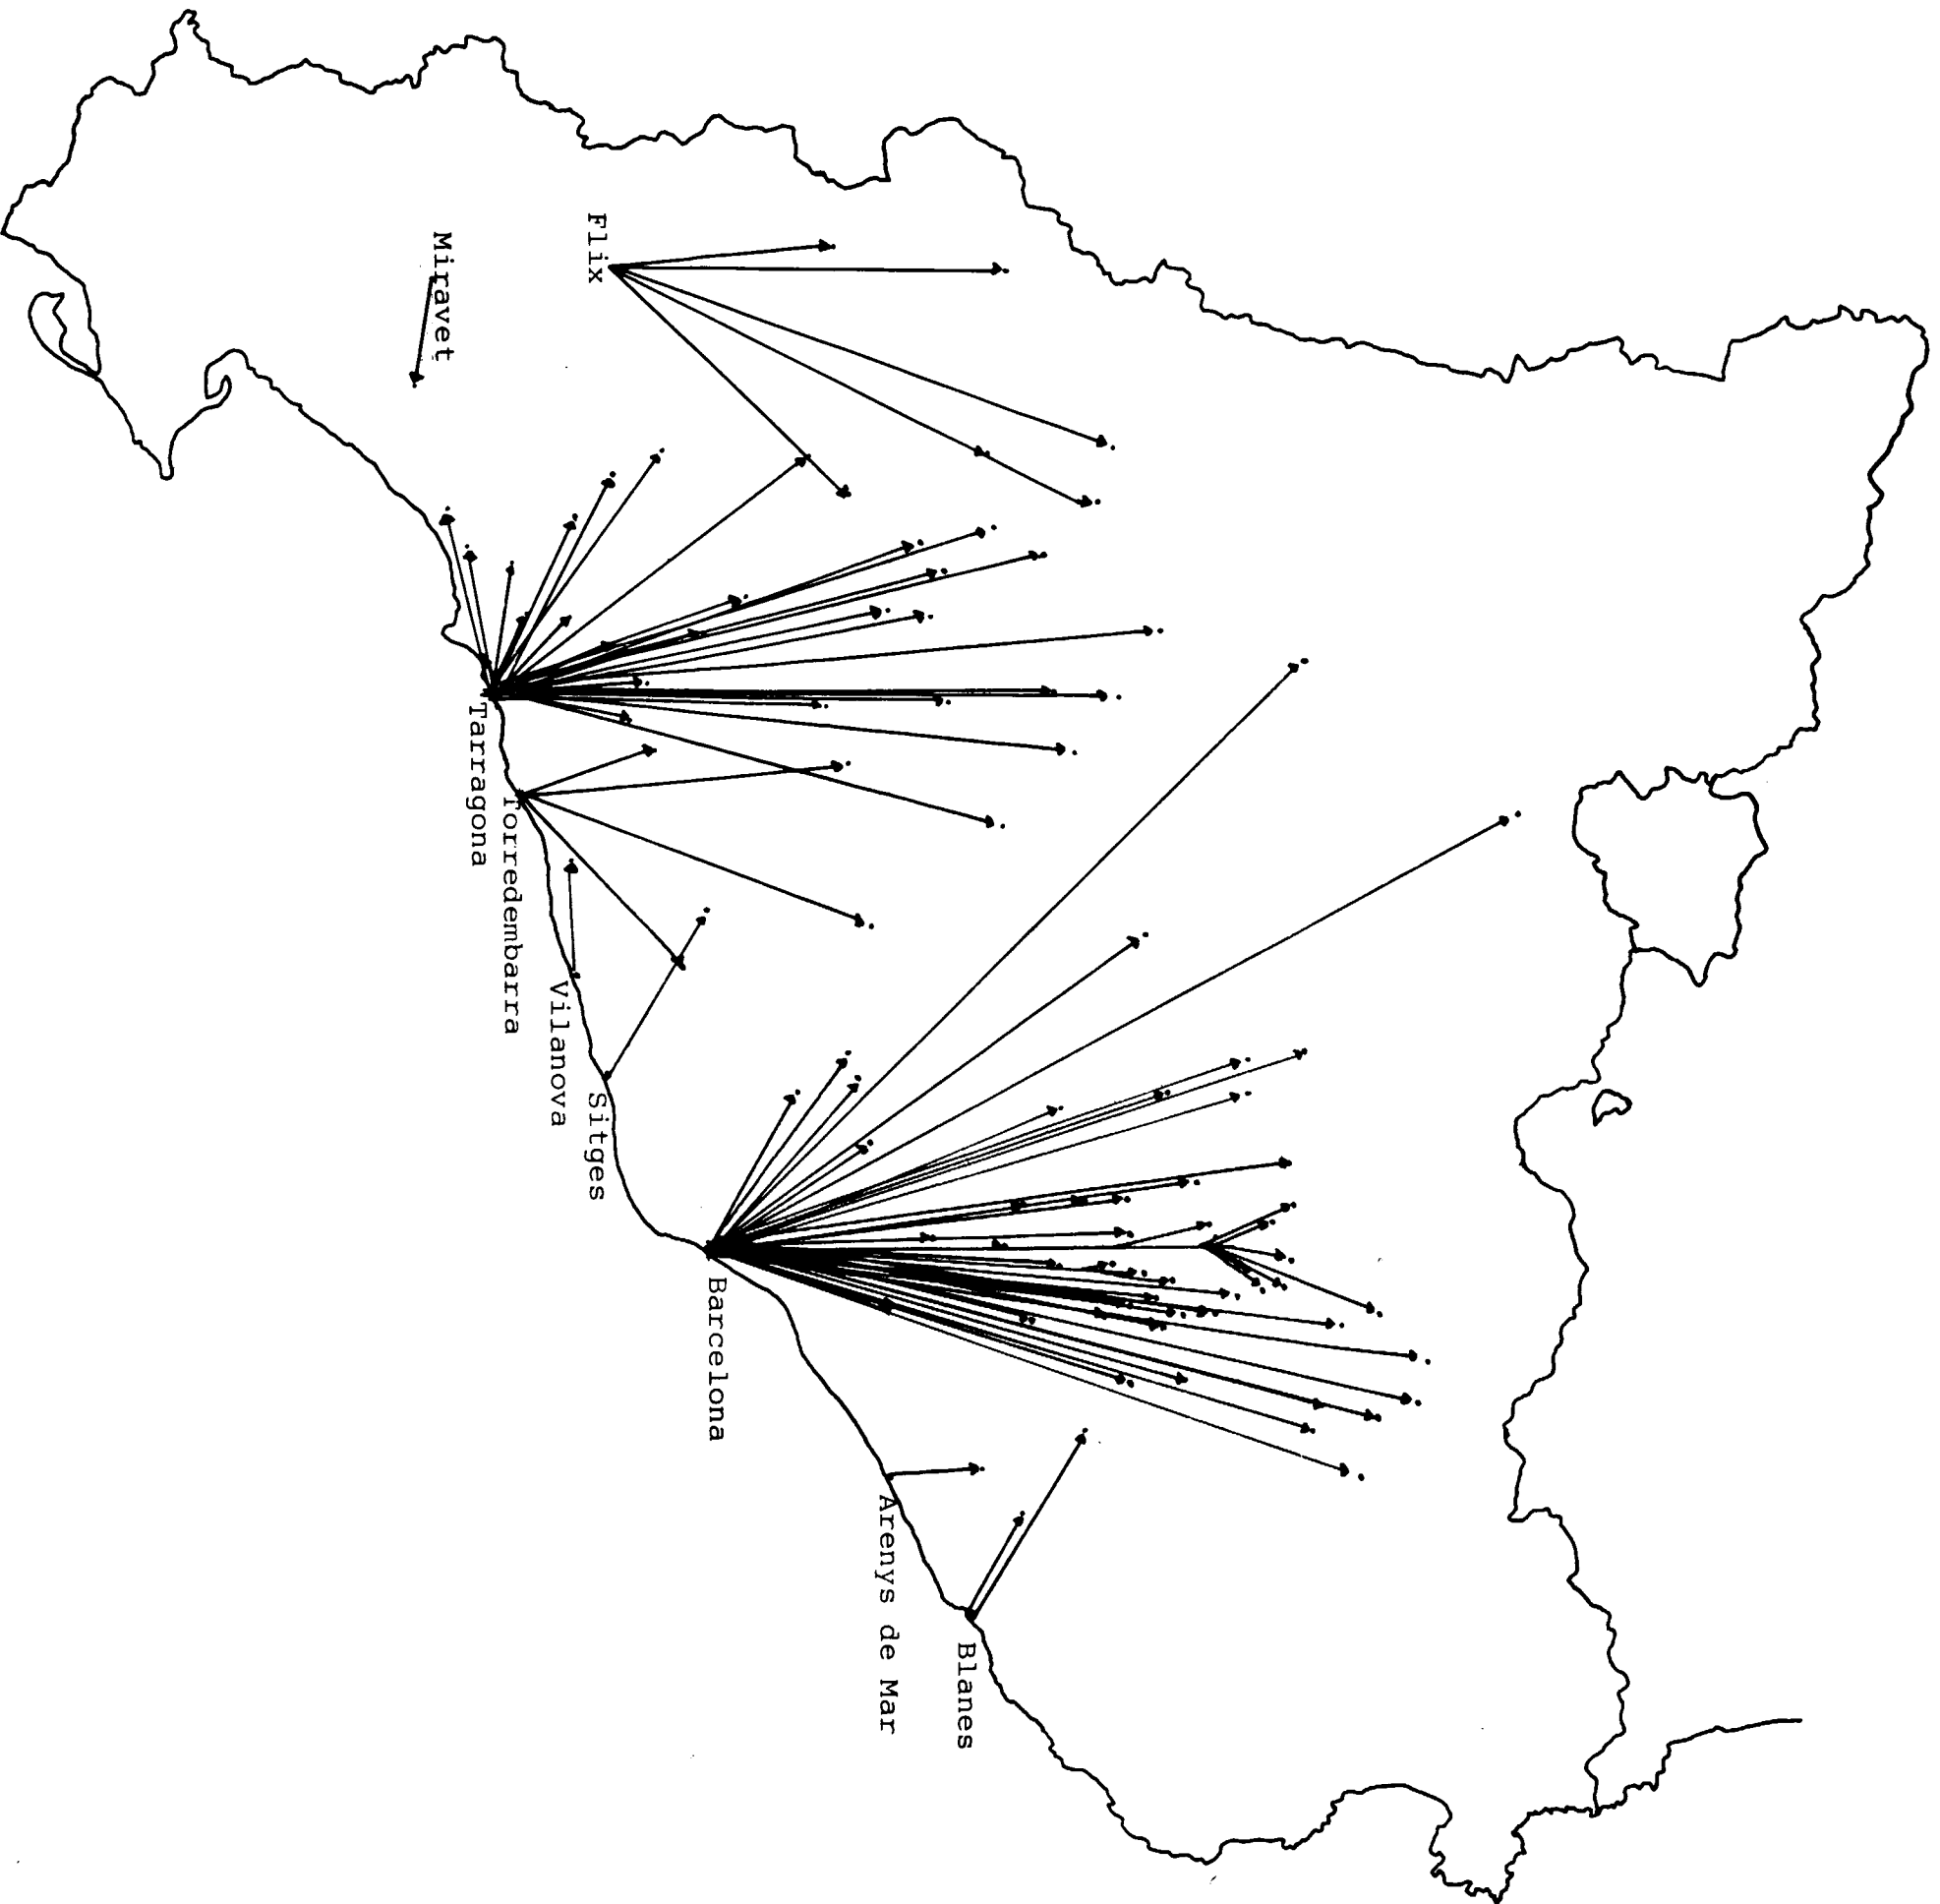 Flix
Miravet
Tarragona
Torredembarra
Vilanova
Sitges
Barcelona
Arenys de Mar
Blanes